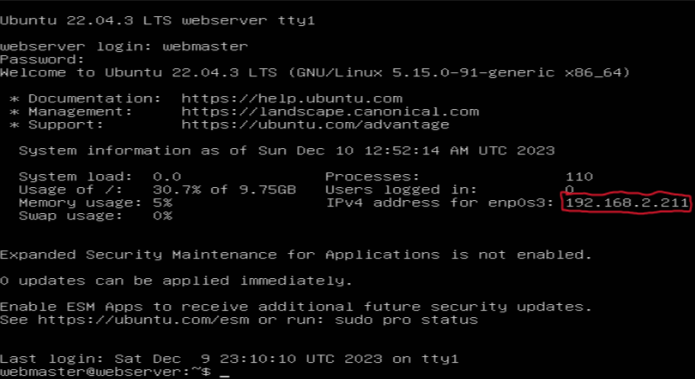 Ubuntu 22.04.3 LTS webserver tty1
webserver login: webmaster
Password:
Welcome to Ubuntu 22.04.3 LTS (GNU/Linux 5.15.0-91-generic x86_64)
* Documentation:  https://help.ubuntu.com
* Management:     https://landscape.canonical.com
* Support:        https://ubuntu.com/advantage
System information as of Sun Dec 10 12:52:14 AM UTC 2023
System load:  0.0               Processes:               110
Usage of /:   30.7% of 9.75GB   Users logged in:         0
Memory usage: 5%                IPv4 address for enp0s3: 192.168.2.211
Swap usage:   0%
Expanded Security Maintenance for Applications is not enabled.
0 updates can be applied immediately.
Enable ESM Apps to receive additional future security updates.
See https://ubuntu.com/esm or run: sudo pro status
Last login: Sat Dec  9 23:10:10 UTC 2023 on tty1
webmaster@webserver:~$ _